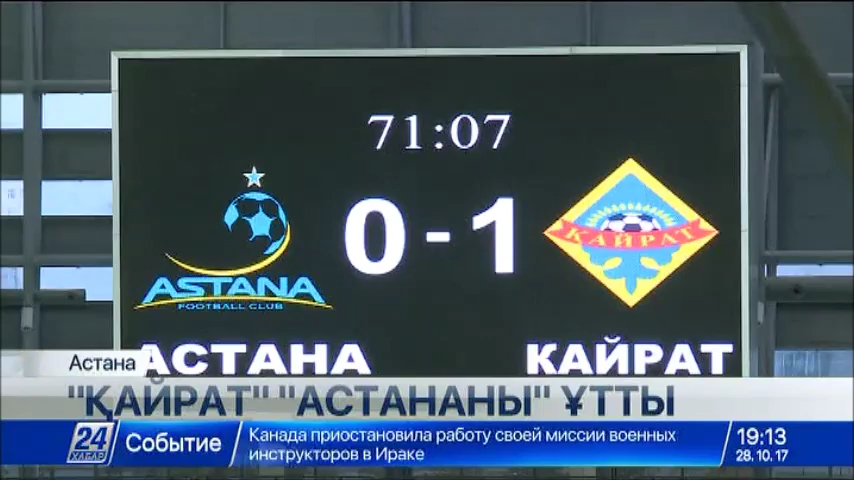 71:07
ASTANA
FOOTBALL CLUB
0 - 1
КАЙРАТ
АСТАНА
КАЙРАТ
Астана
"ҚАЙРАТ" "АСТАНАНЫ" ҰТТЫ
24
ХАБАР
Событие
Канада приостановила работу своей миссии военных
инструкторов в Ираке
19:13
28.10.17